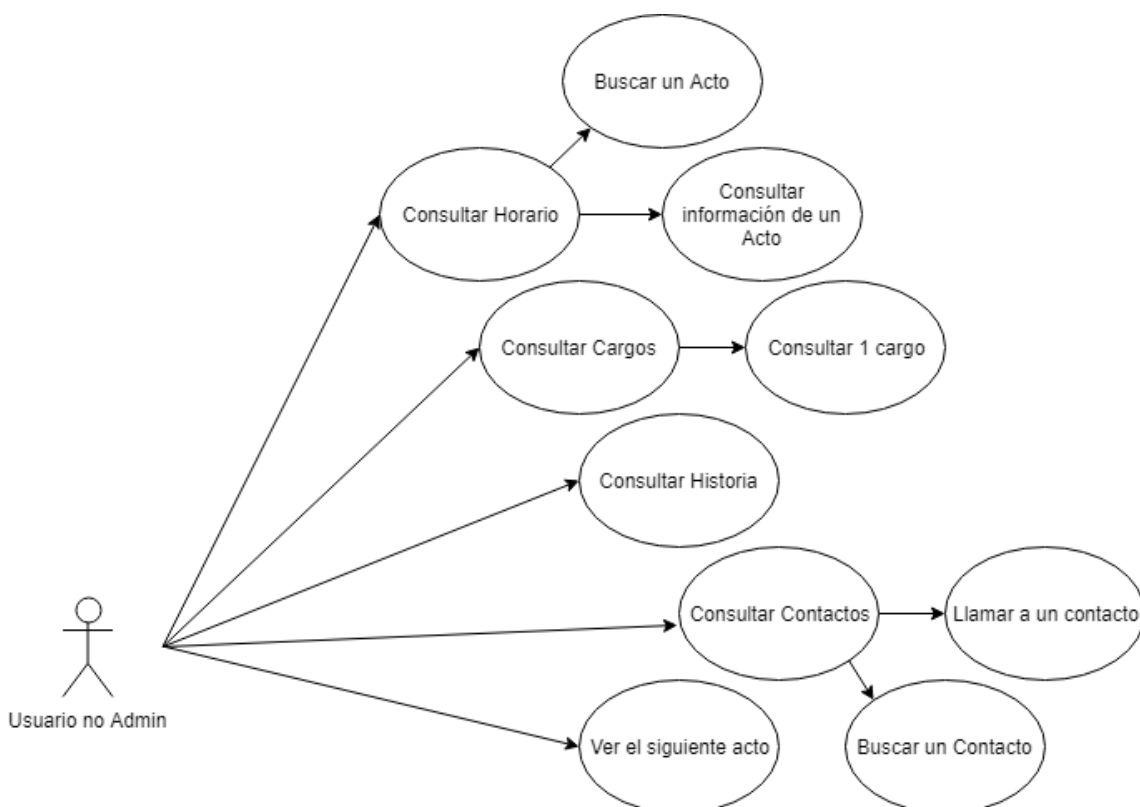 Buscar un Acto
Consultar Horario
Consultar
información de un
Acto
Consultar Cargos
Consultar 1 cargo
Consultar Historia
Consultar Contactos
Llamar a un contacto
Usuario no Admin
Ver el siguiente acto
Buscar un Contacto